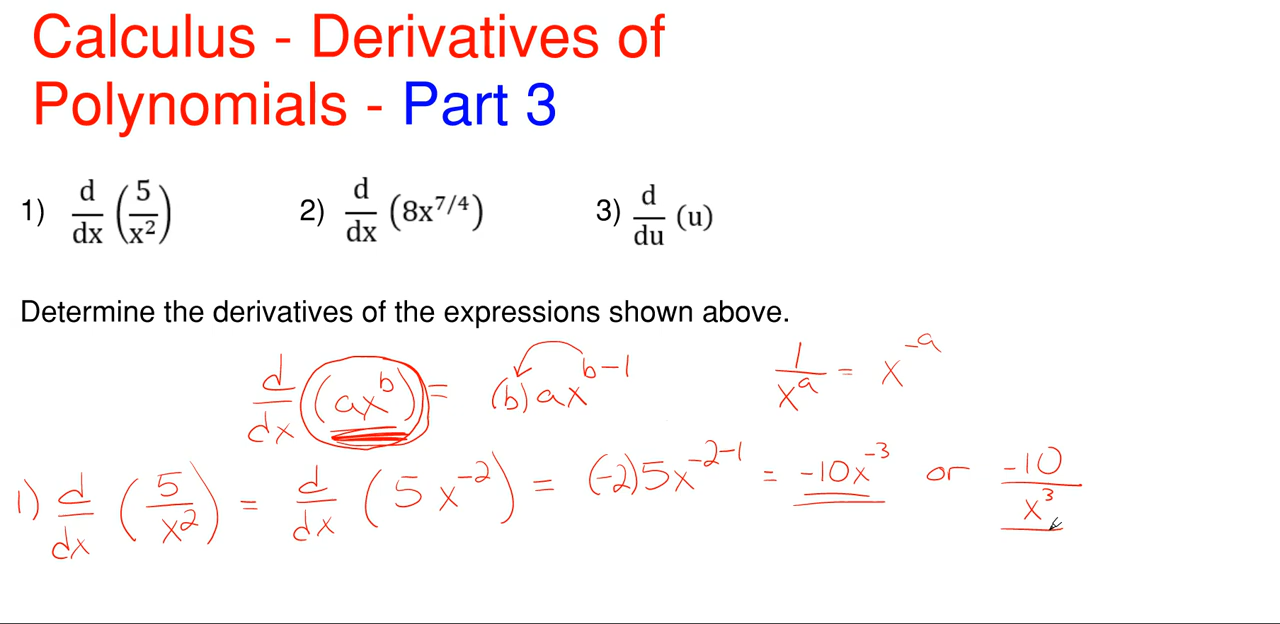 Calculus - Derivatives of
Polynomials - Part 3
1) d/dx (5/x²) 2) d/dx (8x^(7/4)) 3) d/du (u)
Determine the derivatives of the expressions shown above.
d/dx (ax^b) = (b)ax^(b-1) 1/x^a = x^(-a)
1) d/dx (5/x²) = d/dx (5x^(-2)) = (-2)5x^(-2-1) = -10x^(-3) or -10/x³